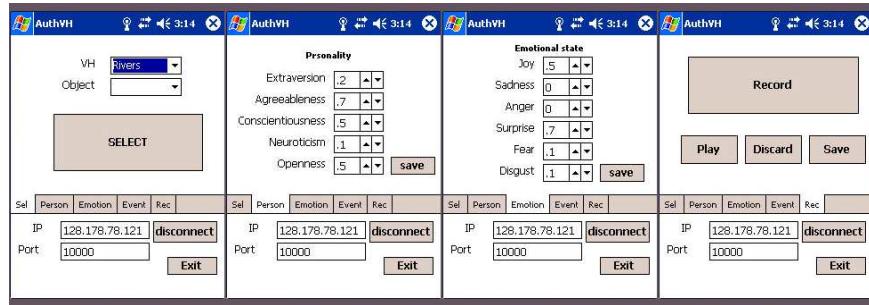 AuthVH 3:14
VH Rivers
Object
SELECT
Sel Person Emotion Event Rec
IP 128.178.78.121 disconnect
Port 10000
Exit
AuthVH 3:14
Prsonality
Extraversion .2
Agreeableness .7
Conscientiousness .5
Neuroticism .1
Openness .5 save
Sel Person Emotion Event Rec
IP 128.178.78.121 disconnect
Port 10000
Exit
AuthVH 3:14
Emotional state
Joy .5
Sadness 0
Anger 0
Surprise .7
Fear .1
Disgust .1 save
Sel Person Emotion Event Rec
IP 128.178.78.121 disconnect
Port 10000
Exit
AuthVH 3:14
Record
Play Discard Save
Sel Person Emotion Event Rec
IP 128.178.78.121 disconnect
Port 10000
Exit